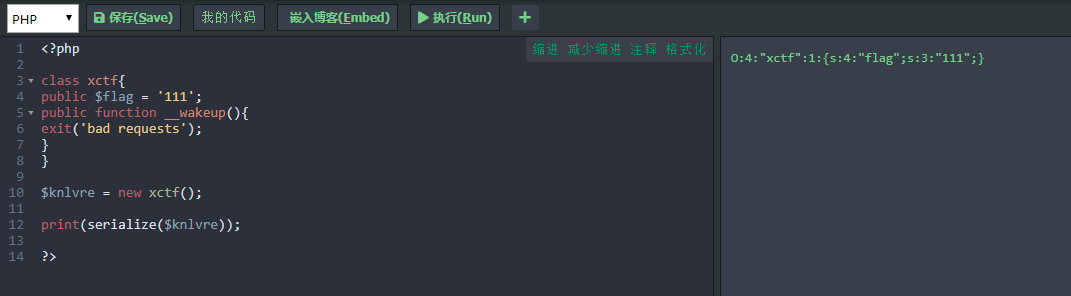 PHP 保存(Save) 我的代码 嵌入博客(Embed) 执行(Run) +
缩进 减少缩进 注释 格式化
1 <?php
2
3 class xctf{
4 public $flag = '111';
5 public function __wakeup(){
6 exit('bad requests');
7 }
8 }
9
10 $knlvre = new xctf();
11
12 print(serialize($knlvre));
13
14 ?>
O:4:"xctf":1:{s:4:"flag";s:3:"111";}